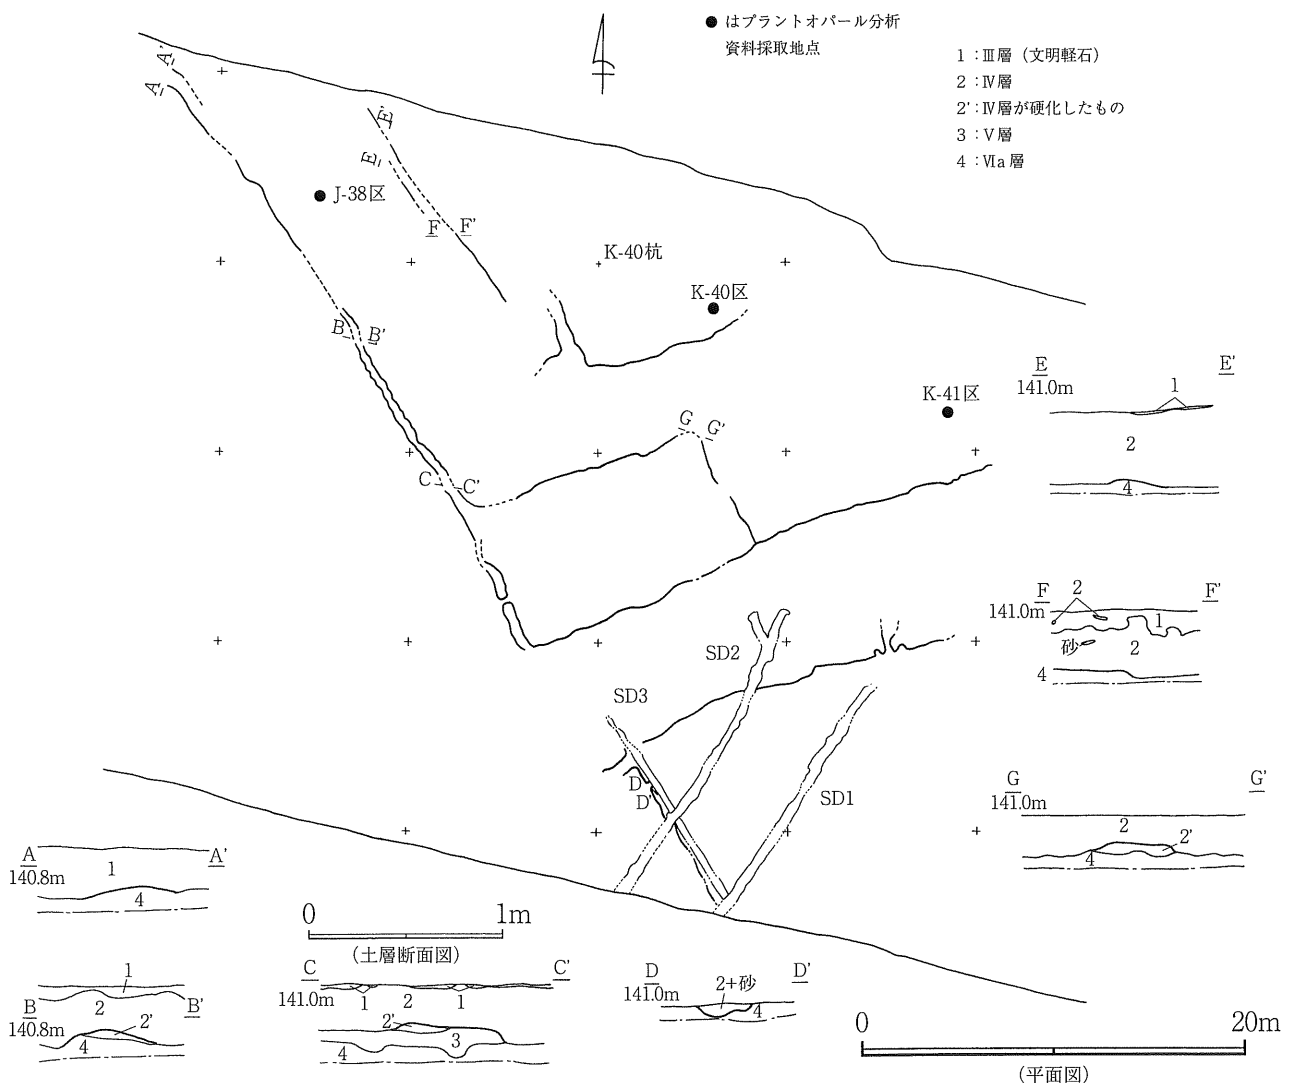 ●はプラントオパール分析
資料採取地点
1：Ⅲ層（文明軽石）
2：Ⅳ層
2'：Ⅳ層が硬化したもの
3：Ⅴ層
4：Ⅵa層
A'
A
E'
E
J-38区
F F'
K-40杭
K-40区
B B'
K-41区
G G'
C C'
SD2
SD3
D
D'
SD1
E E'
141.0m
1
2
4
F F'
141.0m
2
1
砂 2
4
G G'
141.0m
2
2'
4
A A'
140.8m
1
4
0 1m
（土層断面図）
B B'
140.8m
1
2
2'
4
C C'
141.0m
1 2 1
2'
3
4
D D'
141.0m
2+砂
4
0 20m
（平面図）